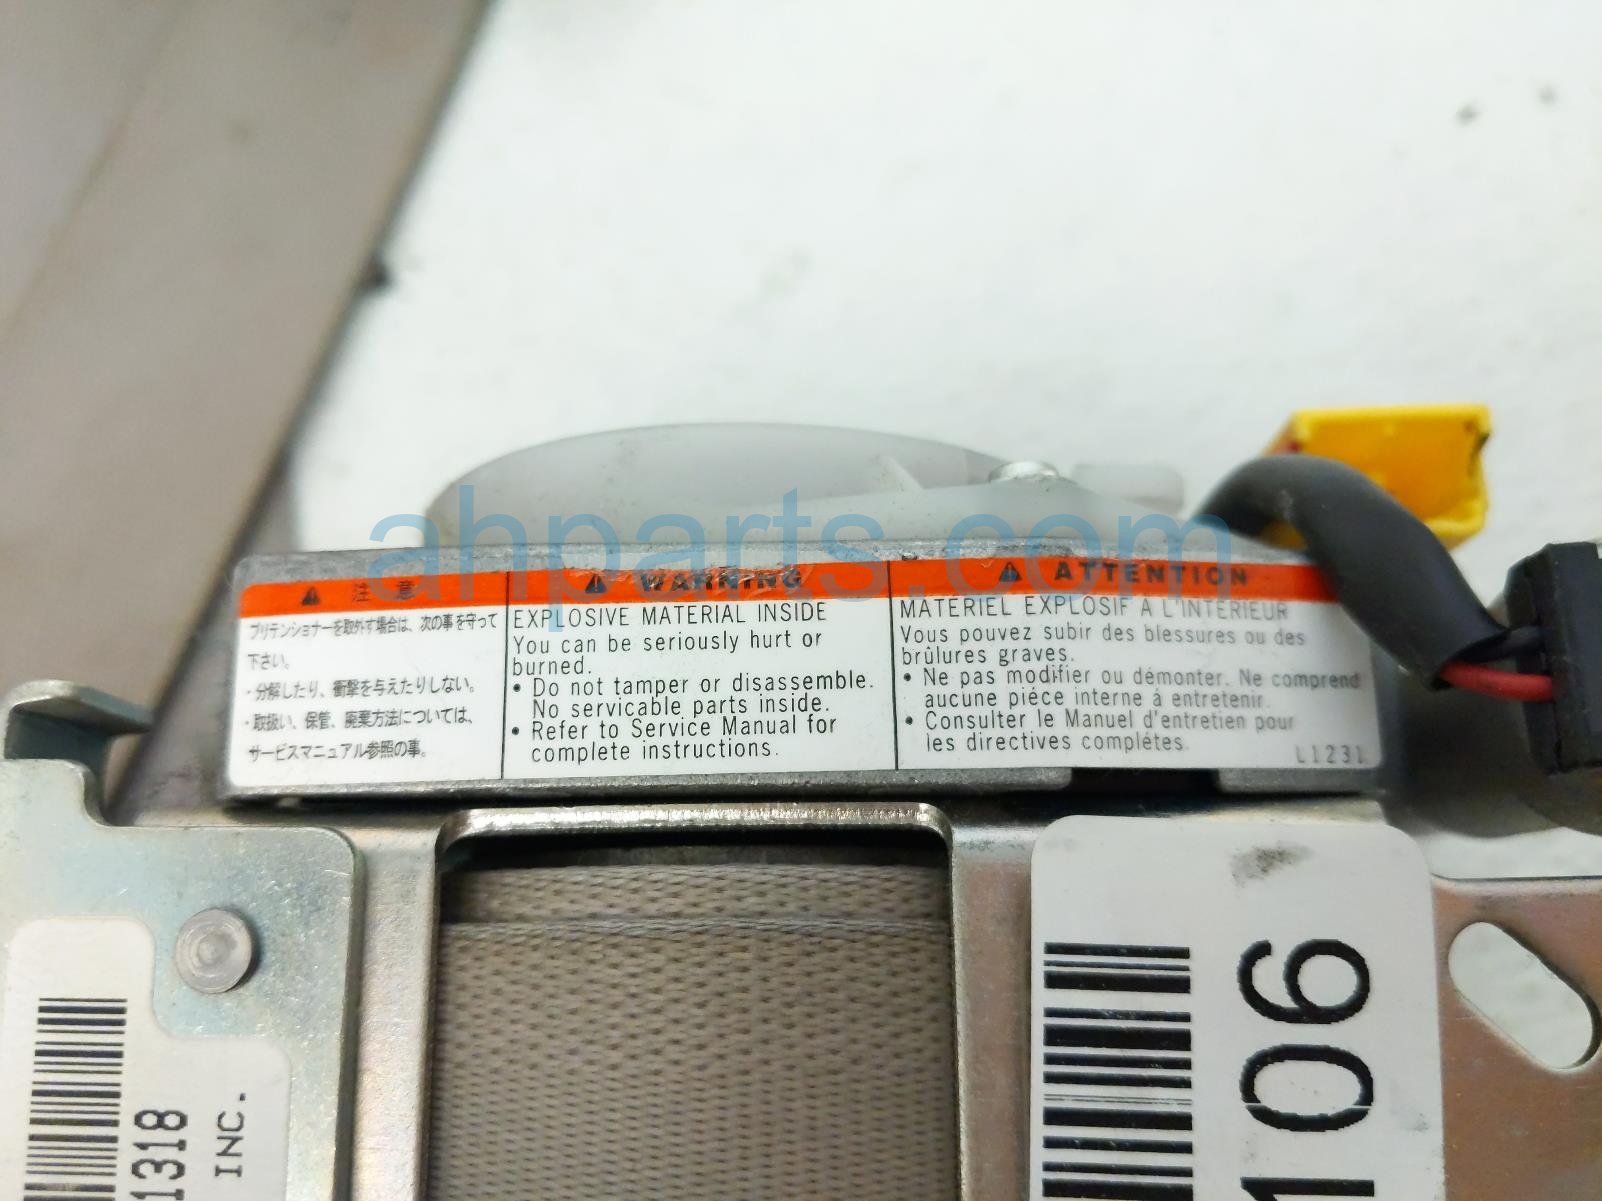 注意
プリテンショナーを取外す場合は、次の事を守って
下さい。
・分解したり、衝撃を与えたりしない。
・取扱い、保管、廃棄方法については、
サービスマニュアル参照の事。
WARNING
EXPLOSIVE MATERIAL INSIDE
You can be seriously hurt or
burned.
• Do not tamper or disassemble.
No servicable parts inside.
• Refer to Service Manual for
complete instructions.
ATTENTION
MATERIEL EXPLOSIF A L'INTERIEUR
Vous pouvez subir des blessures ou des
brûlures graves.
• Ne pas modifier ou démonter. Ne comprend
aucune piéce interne á entretenir.
• Consulter le Manuel d'entretien pour
les directives complétes.
L1231
ahparts.com
1318
INC.
106